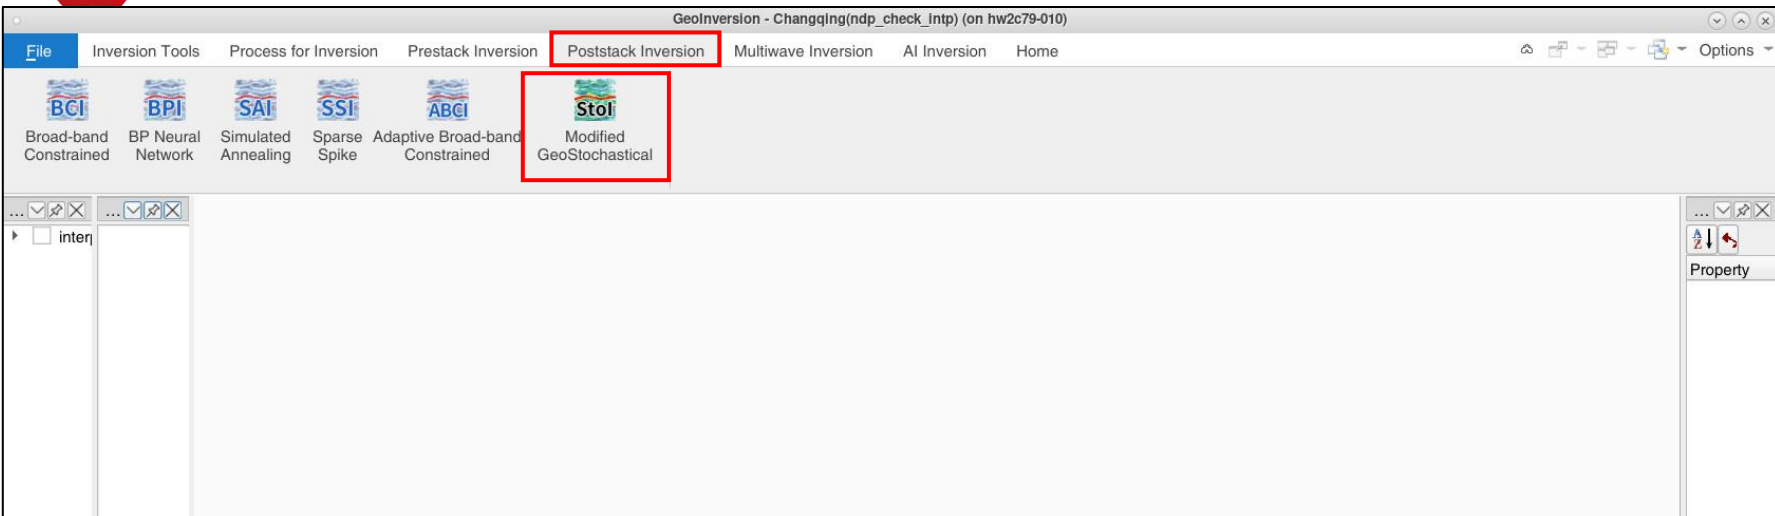 GeoInversion - Changqing(ndp_check_intp) (on hw2c79-010)
File Inversion Tools Process for Inversion Prestack Inversion Poststack Inversion Multiwave Inversion AI Inversion Home Options
BCI BPI SAI SSI ABCI StoI
Broad-band BP Neural Simulated Sparse Adaptive Broad-band Modified
Constrained Network Annealing Spike Constrained GeoStochastical
... ... ...
inter
A
Z
Property